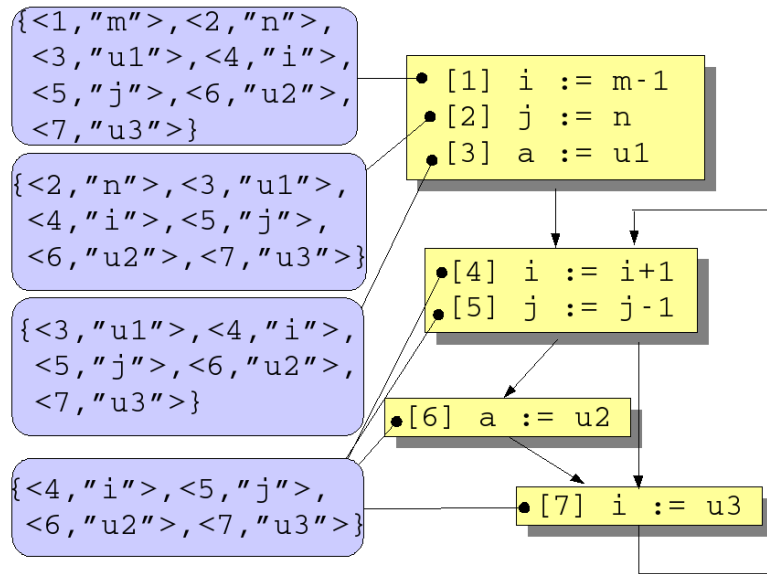 {<1,"m">,<2,"n">,
<3,"u1">,<4,"i">,
<5,"j">,<6,"u2">,
<7,"u3">}
{<2,"n">,<3,"u1">,
<4,"i">,<5,"j">,
<6,"u2">,<7,"u3">}
{<3,"u1">,<4,"i">,
<5,"j">,<6,"u2">,
<7,"u3">}
{<4,"i">,<5,"j">,
<6,"u2">,<7,"u3">}
[1] i := m-1
[2] j := n
[3] a := u1
[4] i := i+1
[5] j := j-1
[6] a := u2
[7] i := u3